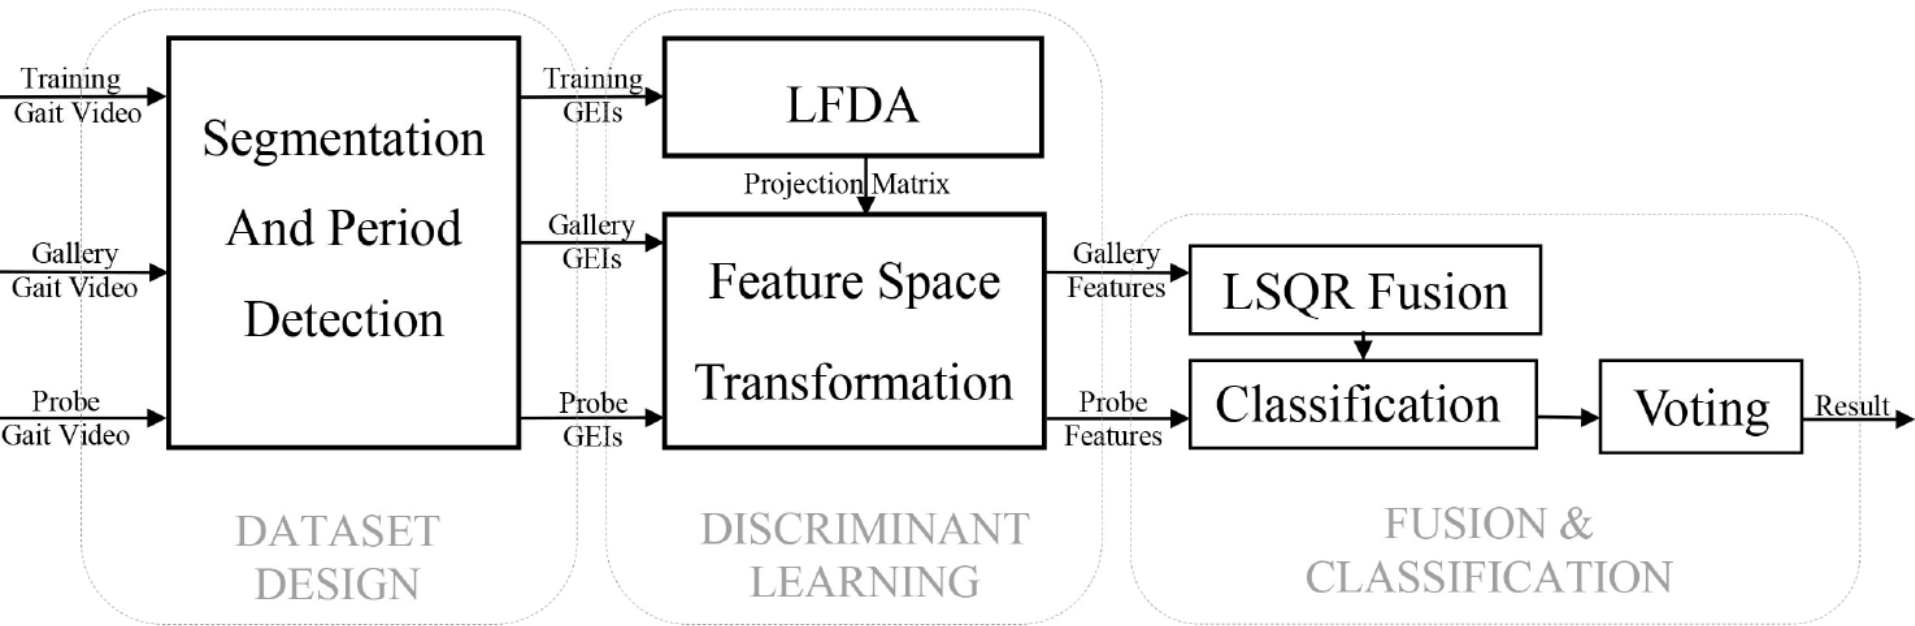 Training
Gait Video
Gallery
Gait Video
Probe
Gait Video
Segmentation
And Period
Detection
Training
GEIs
Gallery
GEIs
Probe
GEIs
LFDA
Projection Matrix
Feature Space
Transformation
Gallery
Features
Probe
Features
LSQR Fusion
Classification
Voting
Result
DATASET
DESIGN
DISCRIMINANT
LEARNING
FUSION &
CLASSIFICATION